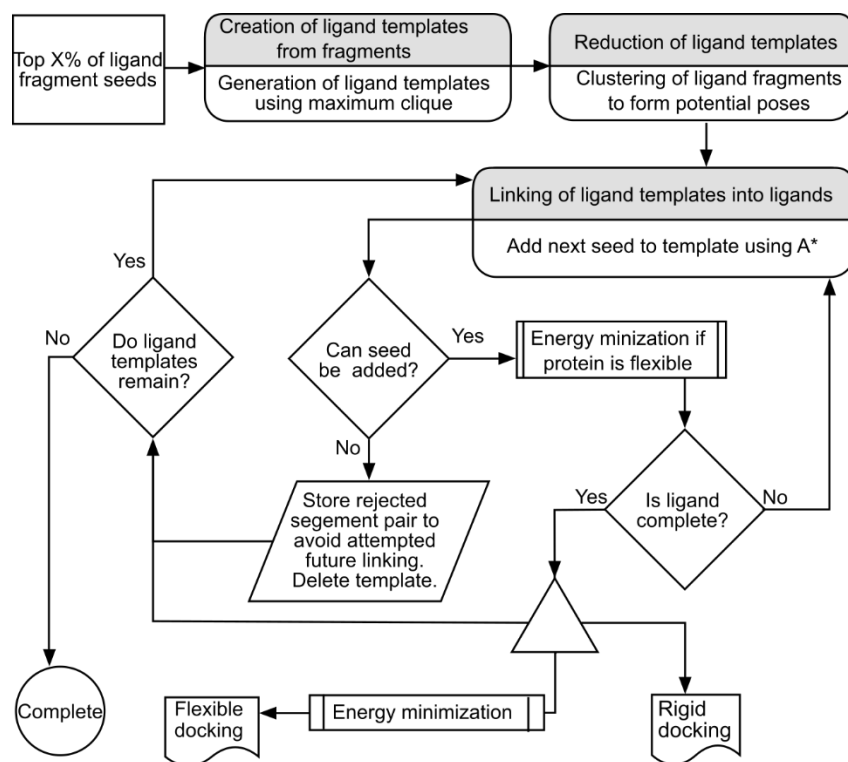 Top X% of ligand
fragment seeds
Creation of ligand templates
from fragments
Generation of ligand templates
using maximum clique
Reduction of ligand templates
Clustering of ligand fragments
to form potential poses
Linking of ligand templates into ligands
Add next seed to template using A*
Yes
No
Do ligand
templates
remain?
Can seed
be added?
Yes
No
Energy minization if
protein is flexible
Store rejected
segement pair to
avoid attempted
future linking.
Delete template.
Yes
Is ligand
complete?
No
Complete
Flexible
docking
Energy minimization
Rigid
docking